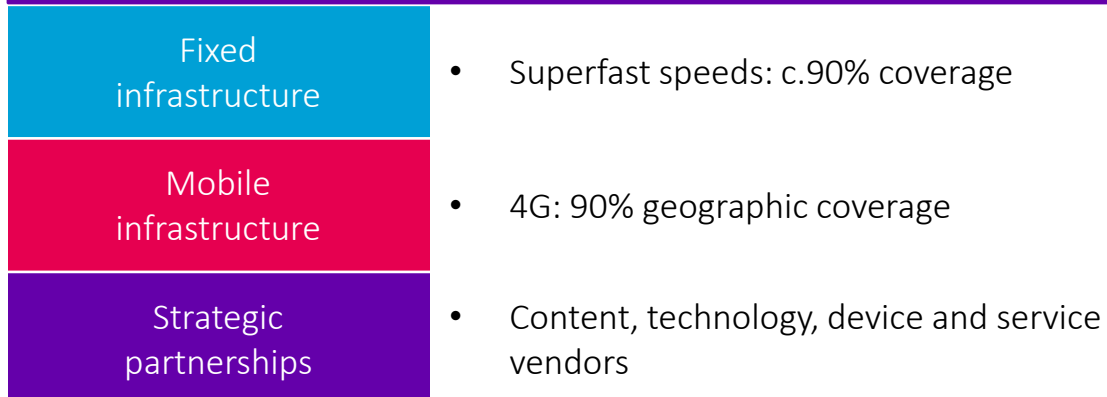 Fixed
infrastructure
• Superfast speeds: c.90% coverage
Mobile
infrastructure
• 4G: 90% geographic coverage
Strategic
partnerships
• Content, technology, device and service
vendors